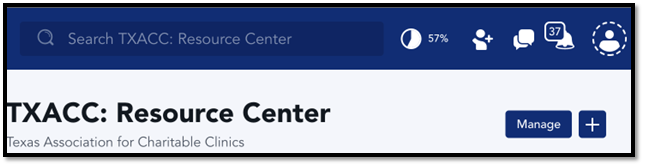 Search TXACC: Resource Center 57% 37
TXACC: Resource Center
Manage +
Texas Association for Charitable Clinics